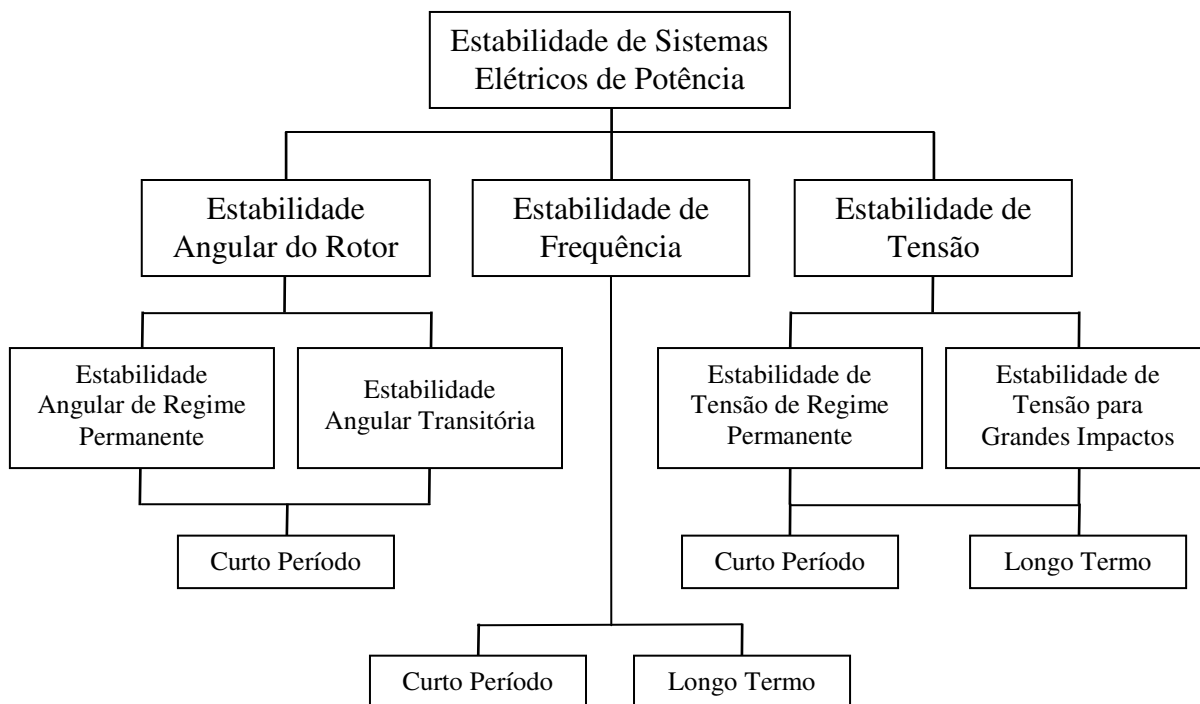 Estabilidade de Sistemas
Elétricos de Potência
Estabilidade
Angular do Rotor
Estabilidade de
Frequência
Estabilidade de
Tensão
Estabilidade
Angular de Regime
Permanente
Estabilidade
Angular Transitória
Estabilidade de
Tensão de Regime
Permanente
Estabilidade de
Tensão para
Grandes Impactos
Curto Período
Curto Período
Longo Termo
Curto Período
Longo Termo